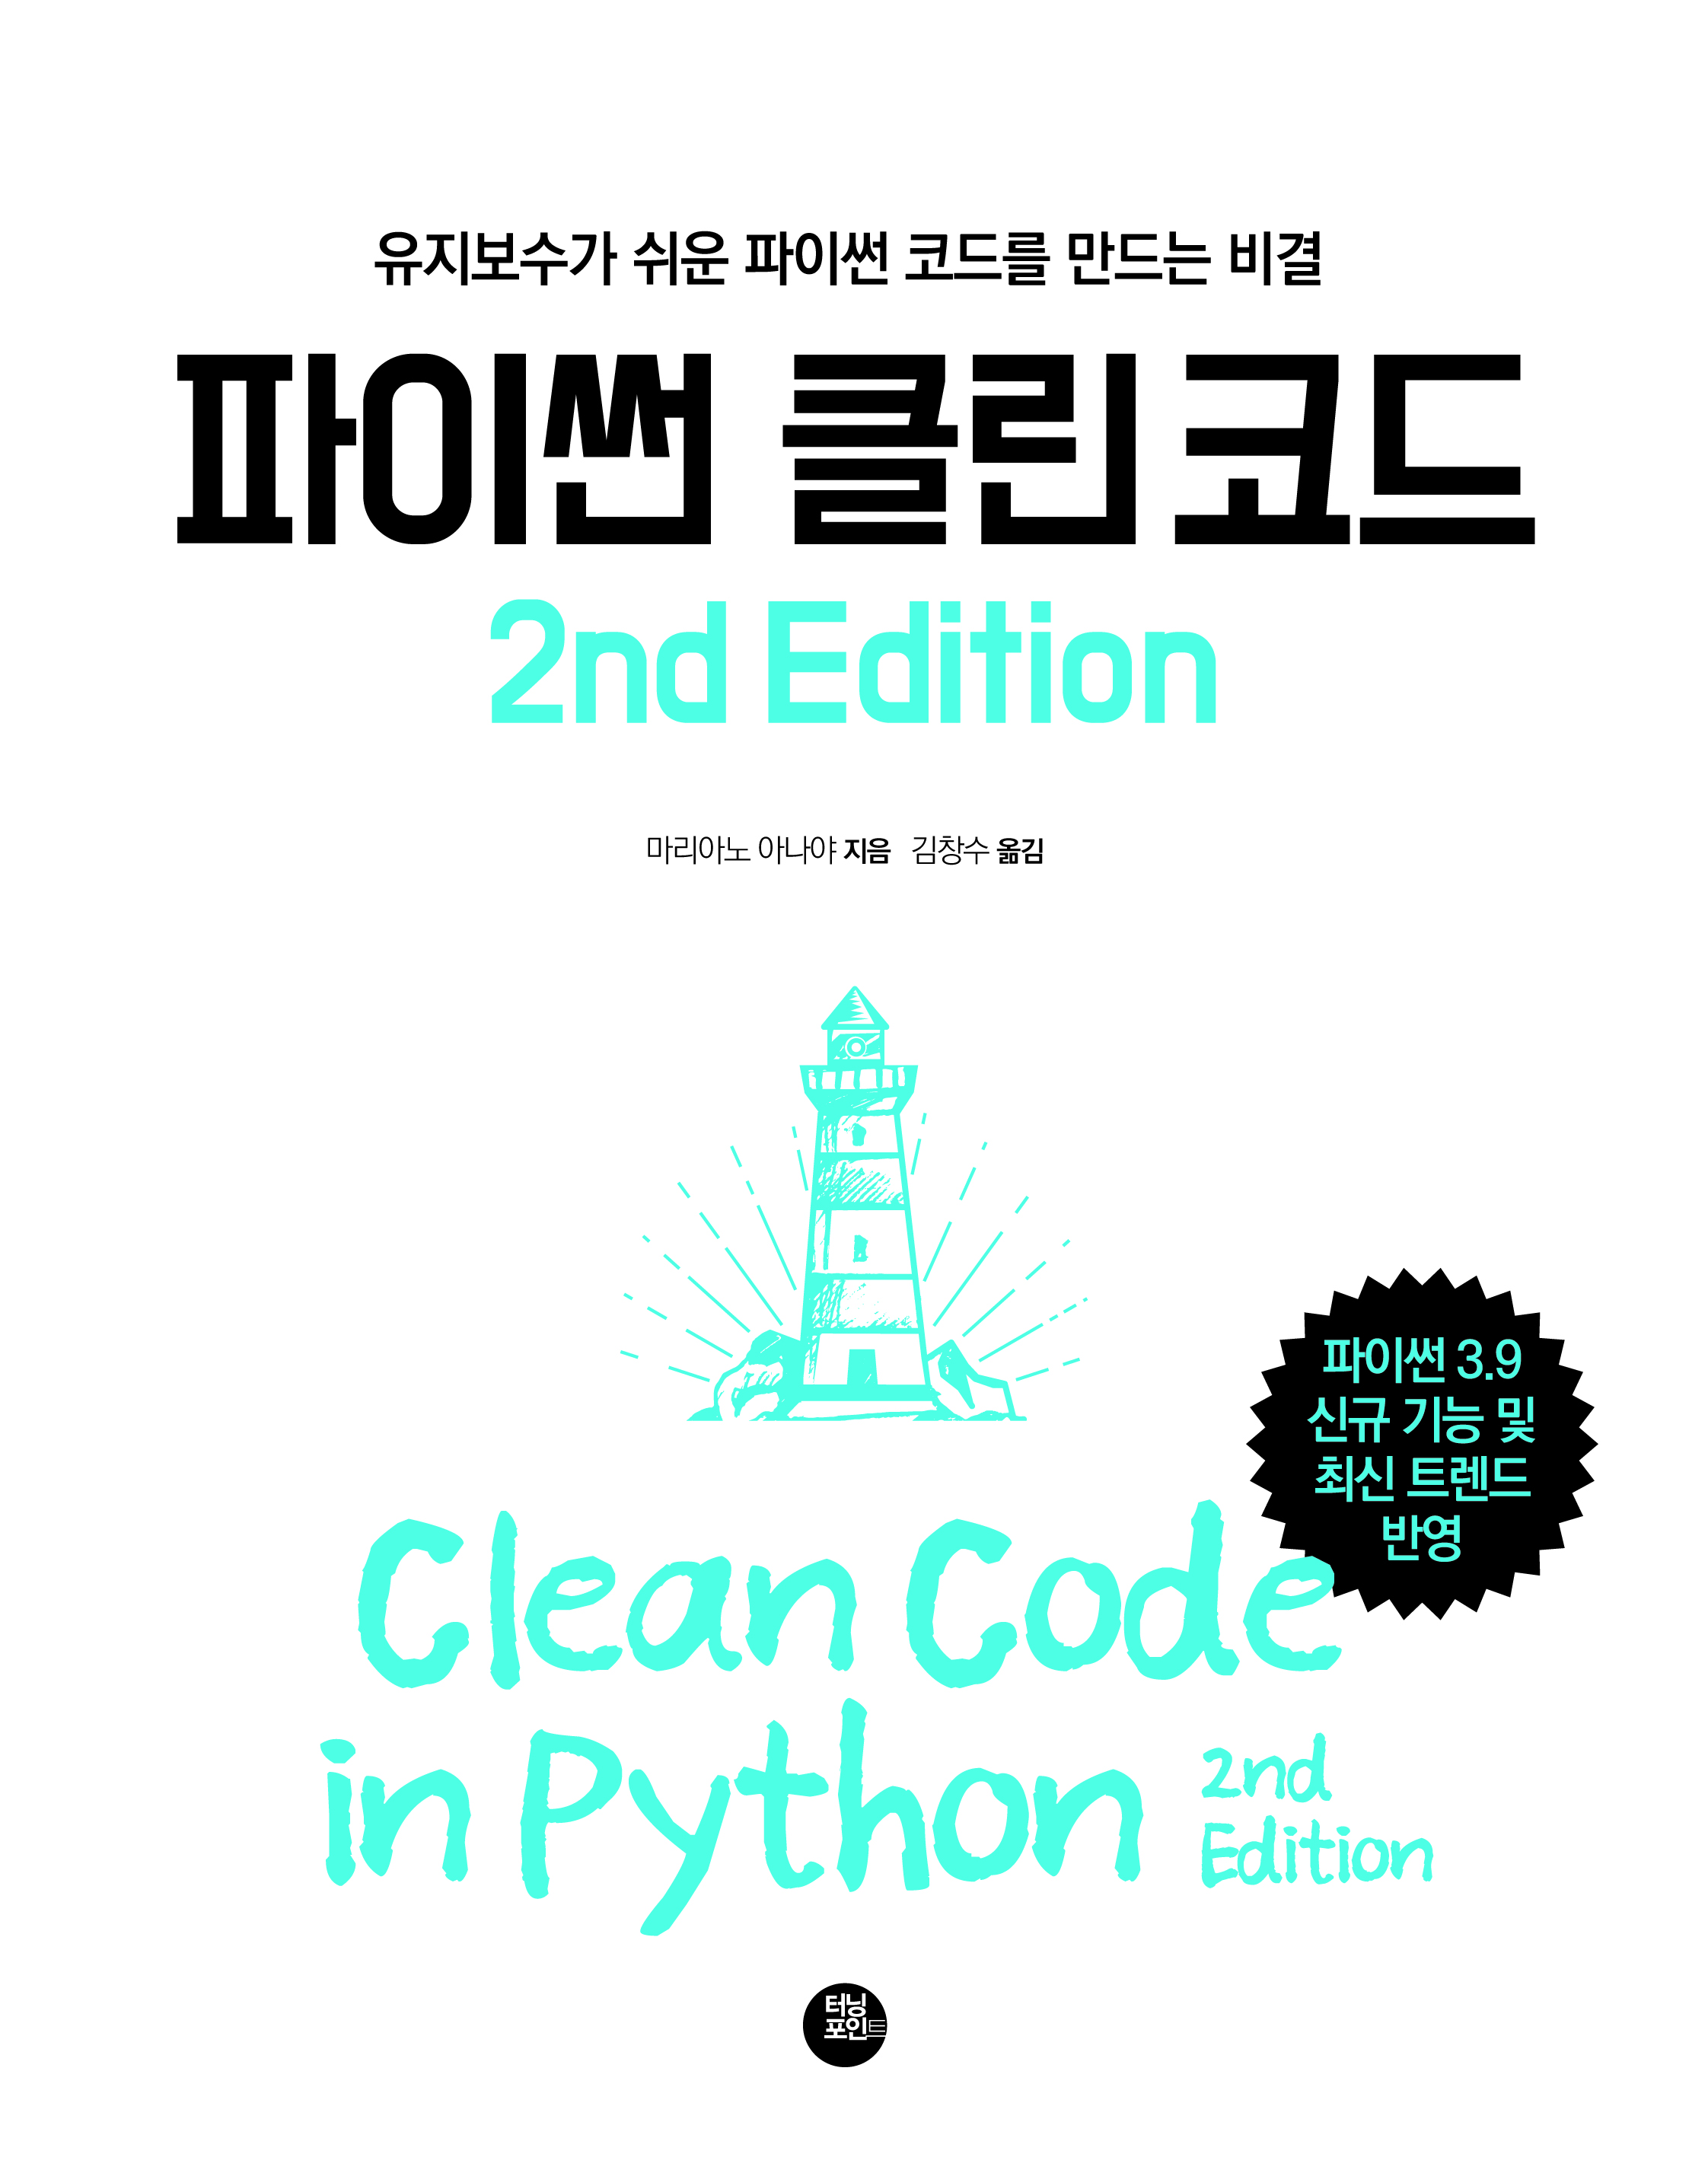 유지보수가 쉬운 파이썬 코드를 만드는 비결
파이썬 클린 코드
2nd Edition
마리아노 아나야 지음 김창수 옮김
파이썬 3.9
신규 기능 및
최신 트렌드
반영
Clean Code
in Python
2nd
Edition
터닝
포인트